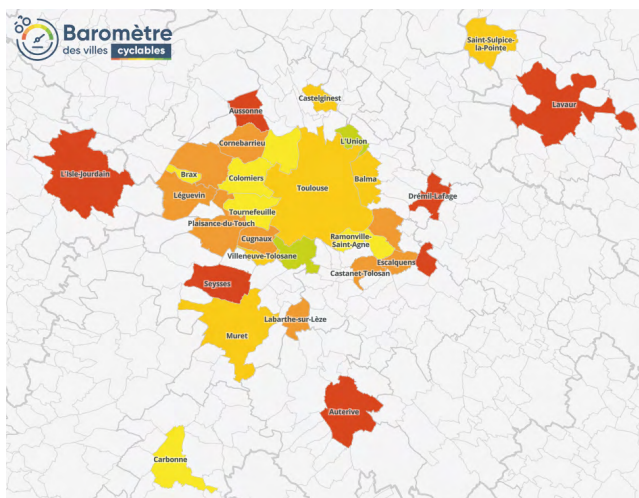 Baromètre
des villes cyclables
Saint-Sulpice-
la-Pointe
Castelginest
Lavaur
Aussonne
Cornebarrieu
L'Union
L'Isle-Jourdain
Brax
Colomiers
Balma
Toulouse
Léguevin
Drémil-Lafage
Tournefeuille
Plaisance-du-Touch
Ramonville-
Saint-Agne
Cugnaux
Villeneuve-Tolosane
Escalquens
Castanet-Tolosan
Seysses
Labarthe-sur-Lèze
Muret
Auterive
Carbonne